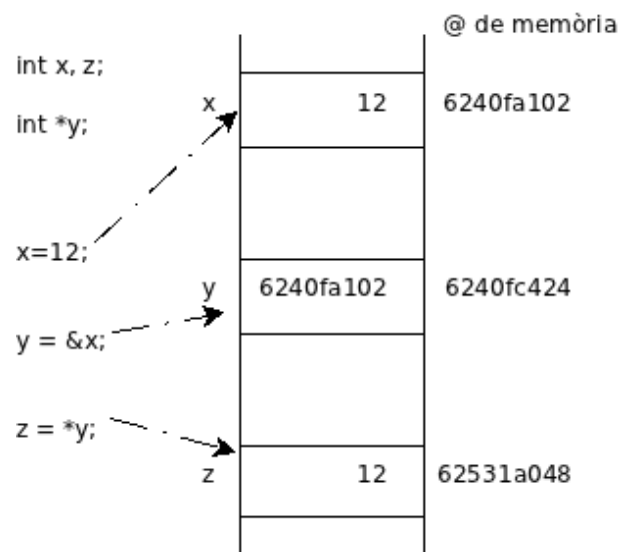 @ de memòria
int x, z;
x 12 6240fa102
int *y;
x=12;
y 6240fa102 6240fc424
y = &x;
z = *y;
z 12 62531a048